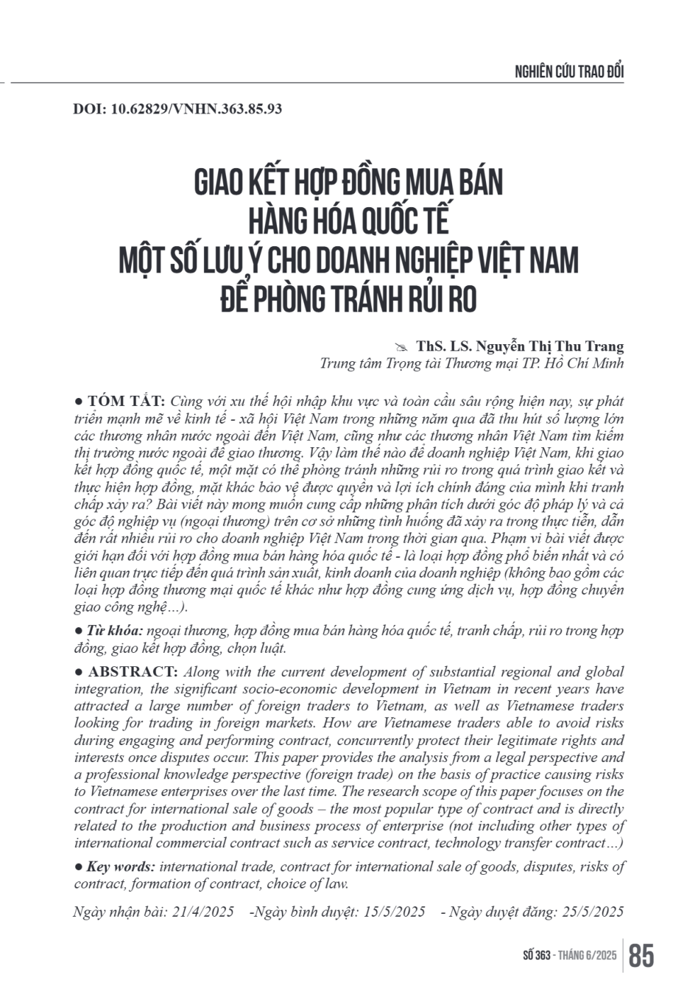 NGHIÊN CỨU TRAO ĐỔI
DOI: 10.62829/VNHN.363.85.93
GIAO KẾT HỢP ĐỒNG MUA BÁN
HÀNG HÓA QUỐC TẾ
MỘT SỐ LƯU Ý CHO DOANH NGHIỆP VIỆT NAM
ĐỂ PHÒNG TRÁNH RỦI RO
ThS. LS. Nguyễn Thị Thu Trang
Trung tâm Trọng tài Thương mại TP. Hồ Chí Minh
● TÓM TẮT: Cùng với xu thế hội nhập khu vực và toàn cầu sâu rộng hiện nay, sự phát
triển mạnh mẽ về kinh tế - xã hội Việt Nam trong những năm qua đã thu hút số lượng lớn
các thương nhân nước ngoài đến Việt Nam, cũng như các thương nhân Việt Nam tìm kiếm
thị trường nước ngoài để giao thương. Vậy làm thế nào để doanh nghiệp Việt Nam, khi giao
kết hợp đồng quốc tế, một mặt có thể phòng tránh những rủi ro trong quá trình giao kết và
thực hiện hợp đồng, mặt khác bảo vệ được quyền và lợi ích chính đáng của mình khi tranh
chấp xảy ra? Bài viết này mong muốn cung cấp những phân tích dưới góc độ pháp lý và cả
góc độ nghiệp vụ (ngoại thương) trên cơ sở những tình huống đã xảy ra trong thực tiễn, dẫn
đến rất nhiều rủi ro cho doanh nghiệp Việt Nam trong thời gian qua. Phạm vi bài viết được
giới hạn đối với hợp đồng mua bán hàng hóa quốc tế - là loại hợp đồng phổ biến nhất và có
liên quan trực tiếp đến quá trình sản xuất, kinh doanh của doanh nghiệp (không bao gồm các
loại hợp đồng thương mại quốc tế khác như hợp đồng cung ứng dịch vụ, hợp đồng chuyển
giao công nghệ...).
● Từ khóa: ngoại thương, hợp đồng mua bán hàng hóa quốc tế, tranh chấp, rủi ro trong hợp
đồng, giao kết hợp đồng, chọn luật.
● ABSTRACT: Along with the current development of substantial regional and global
integration, the significant socio-economic development in Vietnam in recent years have
attracted a large number of foreign traders to Vietnam, as well as Vietnamese traders
looking for trading in foreign markets. How are Vietnamese traders able to avoid risks
during engaging and performing contract, concurrently protect their legitimate rights and
interests once disputes occur. This paper provides the analysis from a legal perspective and
a professional knowledge perspective (foreign trade) on the basis of practice causing risks
to Vietnamese enterprises over the last time. The research scope of this paper focuses on the
contract for international sale of goods – the most popular type of contract and is directly
related to the production and business process of enterprise (not including other types of
international commercial contract such as service contract, technology transfer contract...)
● Key words: international trade, contract for international sale of goods, disputes, risks of
contract, formation of contract, choice of law.
Ngày nhận bài: 21/4/2025 -Ngày bình duyệt: 15/5/2025 - Ngày duyệt đăng: 25/5/2025
SỐ 363 - THÁNG 6/2025 85